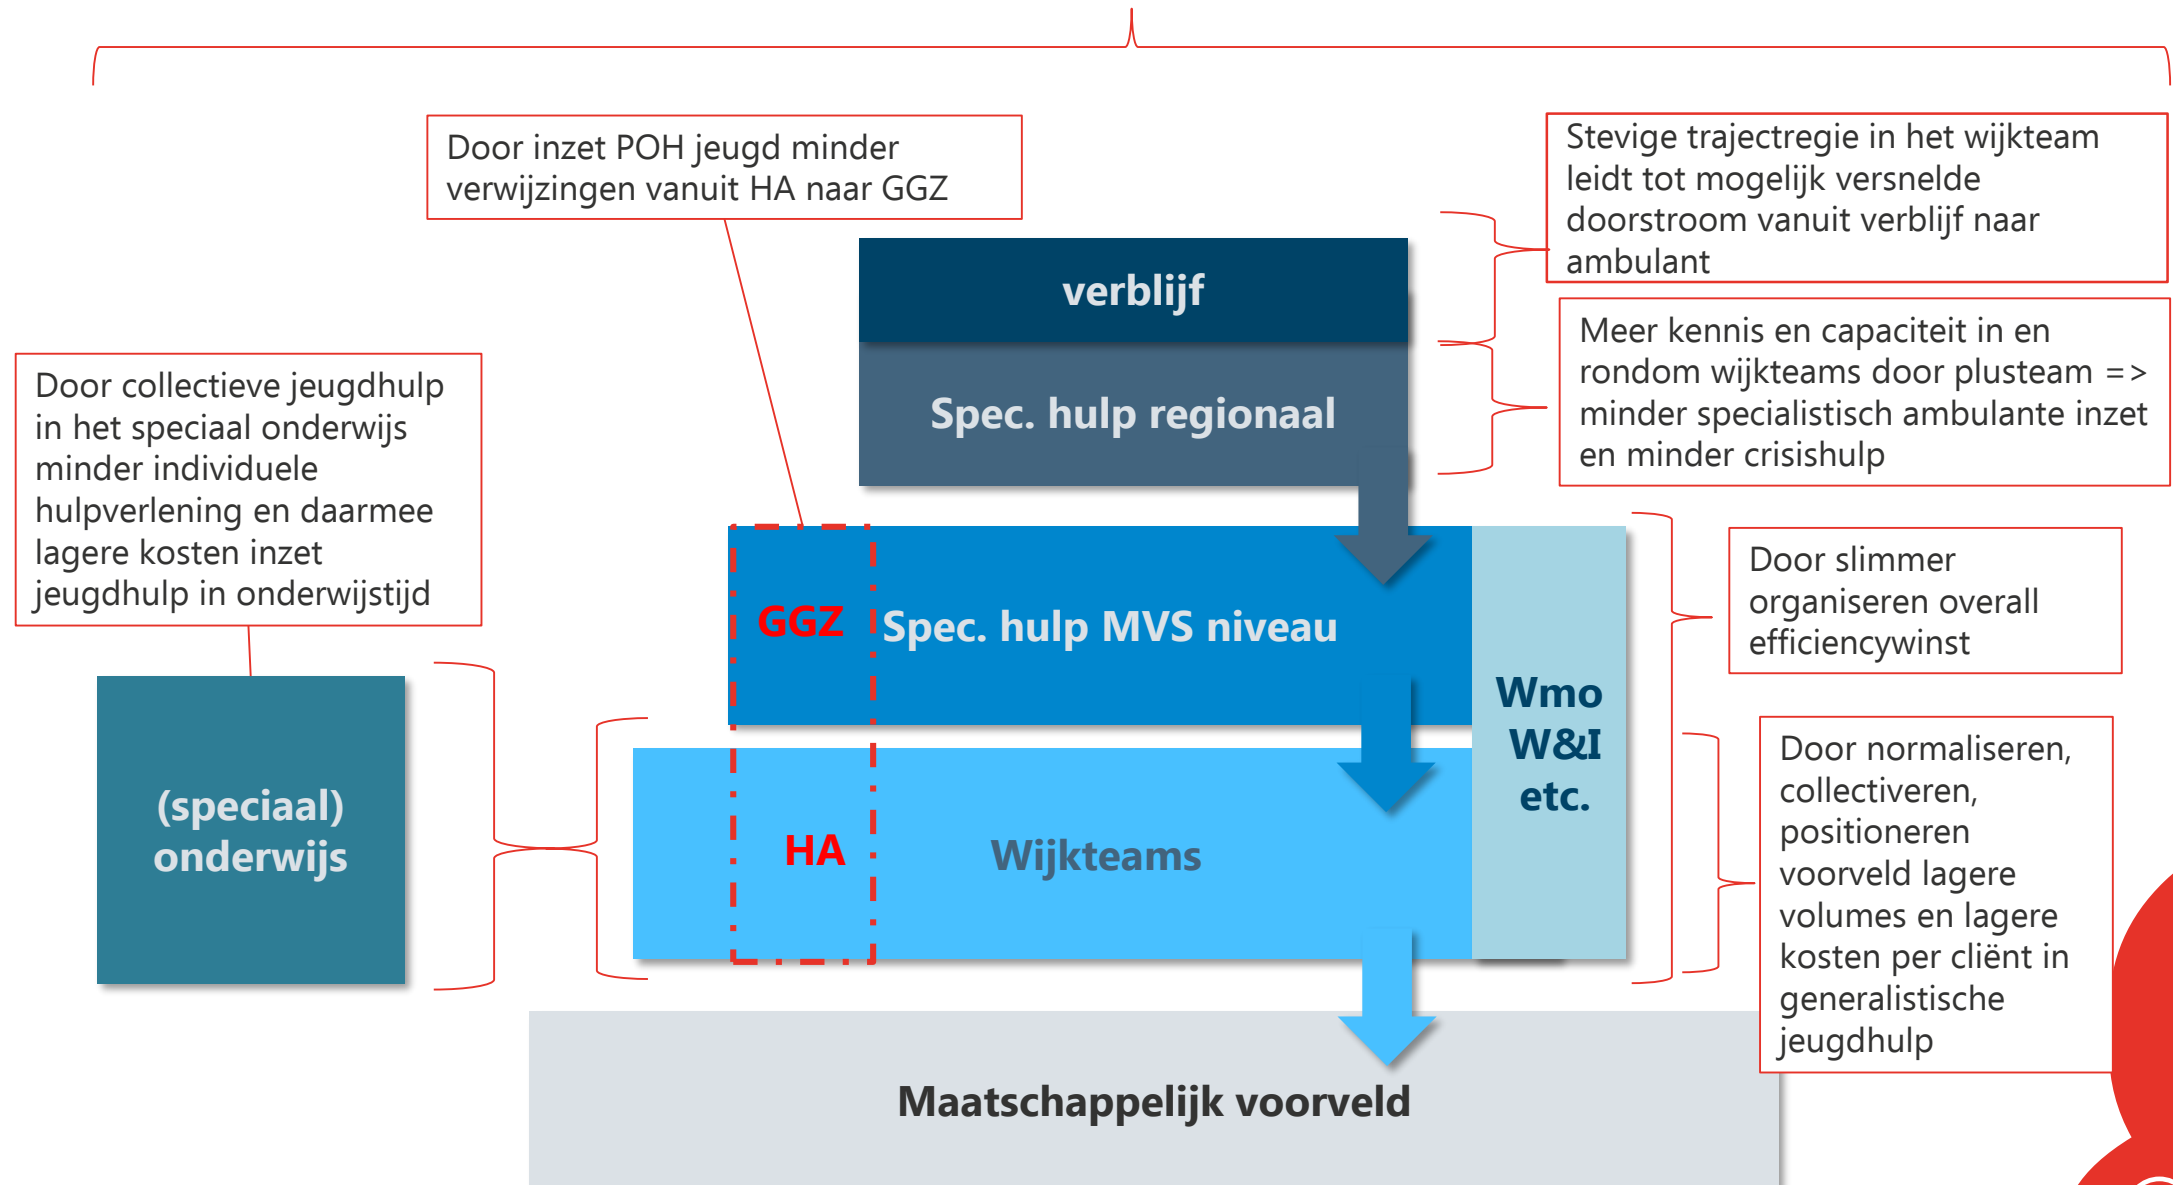 Door inzet POH jeugd minder
verwijzingen vanuit HA naar GGZ
Stevige trajectregie in het wijkteam
leidt tot mogelijk versnelde
doorstroom vanuit verblijf naar
ambulant
verblijf
Meer kennis en capaciteit in en
rondom wijkteams door plusteam =>
minder specialistisch ambulante inzet
en minder crisishulp
Door collectieve jeugdhulp
in het speciaal onderwijs
minder individuele
hulpverlening en daarmee
lagere kosten inzet
jeugdhulp in onderwijstijd
Spec. hulp regionaal
GGZ
Spec. hulp MVS niveau
Door slimmer
organiseren overall
efficiencywinst
Wmo
W&I
etc.
(speciaal)
onderwijs
HA
Wijkteams
Door normaliseren,
collectiveren,
positioneren
voorveld lagere
volumes en lagere
kosten per cliënt in
generalistische
jeugdhulp
Maatschappelijk voorveld